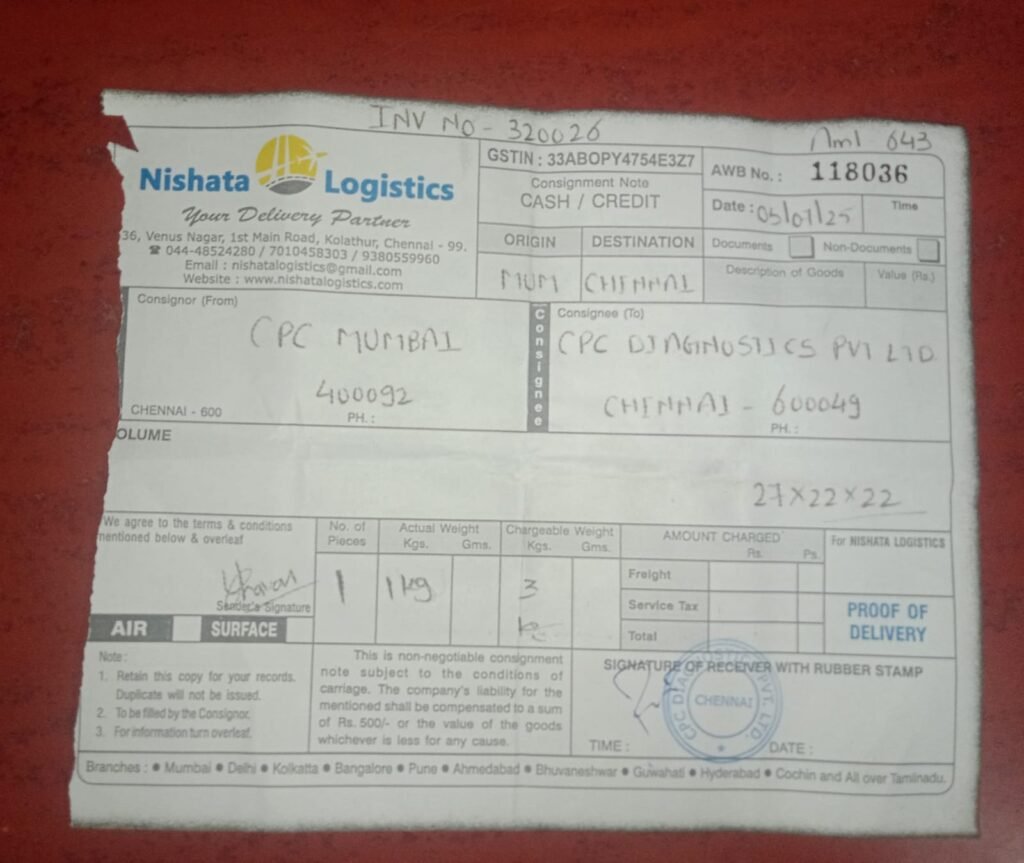 INV NO - 320026
Aml 643
Nishata Logistics
Your Delivery Partner
36, Venus Nagar, 1st Main Road, Kolathur, Chennai - 99.
☎ 044-48524280 / 7010458303 / 9380559960
Email : nishatalogistics@gmail.com
Website : www.nishatalogistics.com
GSTIN : 33ABOPY4754E3Z7
Consignment Note
CASH / CREDIT
ORIGIN DESTINATION
MUM CHENNAI
AWB No. : 118036
Date : 05/07/25 Time
Documents Non-Documents
Description of Goods Value (Rs.)
Consignor (From)
CPC MUMBAI
400092
CHENNAI - 600 PH. :
Consignee
Consignee (To)
CPC DIAGINOSTICS PVT LTD
CHENNAI - 600049
PH. :
OLUME
27 x 22 x 22
We agree to the terms & conditions
mentioned below & overleaf
Sender's Signature
AIR SURFACE
No. of Pieces
1
Actual Weight
Kgs. Gms.
1 kg
Chargeable Weight
Kgs. Gms.
3
AMOUNT CHARGED
Rs. Ps.
Freight
Service Tax
Total
For NISHATA LOGISTICS
PROOF OF
DELIVERY
Note :
1. Retain this copy for your records.
Duplicate will not be issued.
2. To be filled by the Consignor.
3. For information turn overleaf.
This is non-negotiable consignment
note subject to the conditions of
carriage. The company's liability for the
mentioned shall be compensated to a sum
of Rs. 500/- or the value of the goods
whichever is less for any cause.
SIGNATURE OF RECEIVER WITH RUBBER STAMP
CPC DIAGNOSTICS PVT. LTD.
CHENNAI
TIME : DATE :
Branches : ● Mumbai ● Delhi ● Kolkatta ● Bangalore ● Pune ● Ahmedabad ● Bhuvaneshwar ● Guwahati ● Hyderabad ● Cochin and All over Tamilnadu.